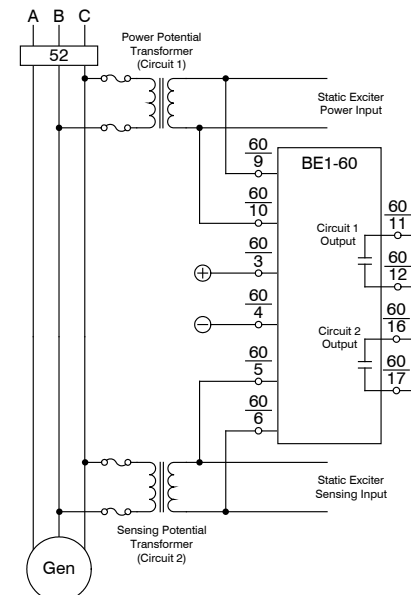 A B C
52
Power Potential
Transformer
(Circuit 1)
Static Exciter
Power Input
BE1-60
60
9
60
10
60
3
+
60
4
−
60
5
60
6
Circuit 1
Output
60
11
60
12
Circuit 2
Output
60
16
60
17
Static Exciter
Sensing Input
Sensing Potential
Transformer
(Circuit 2)
Gen